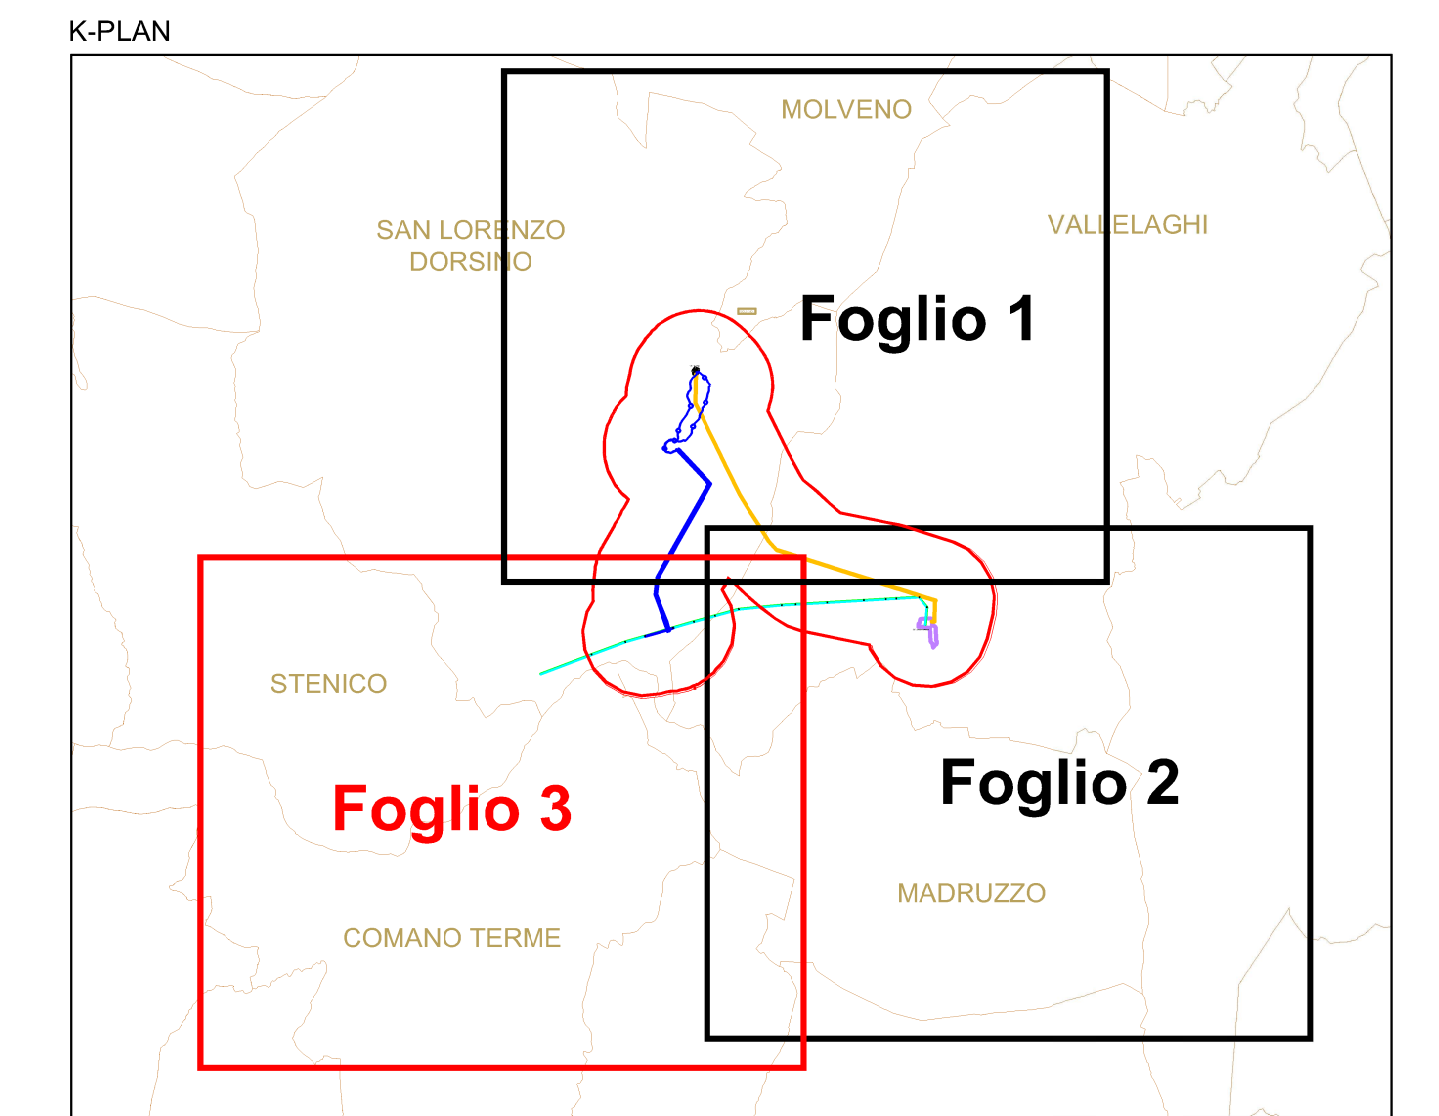 K-PLAN
MOLVENO
SAN LORENZO
DORSINO
VALLELAGHI
Foglio 1
STENICO
Foglio 2
Foglio 3
MADRUZZO
COMANO TERME